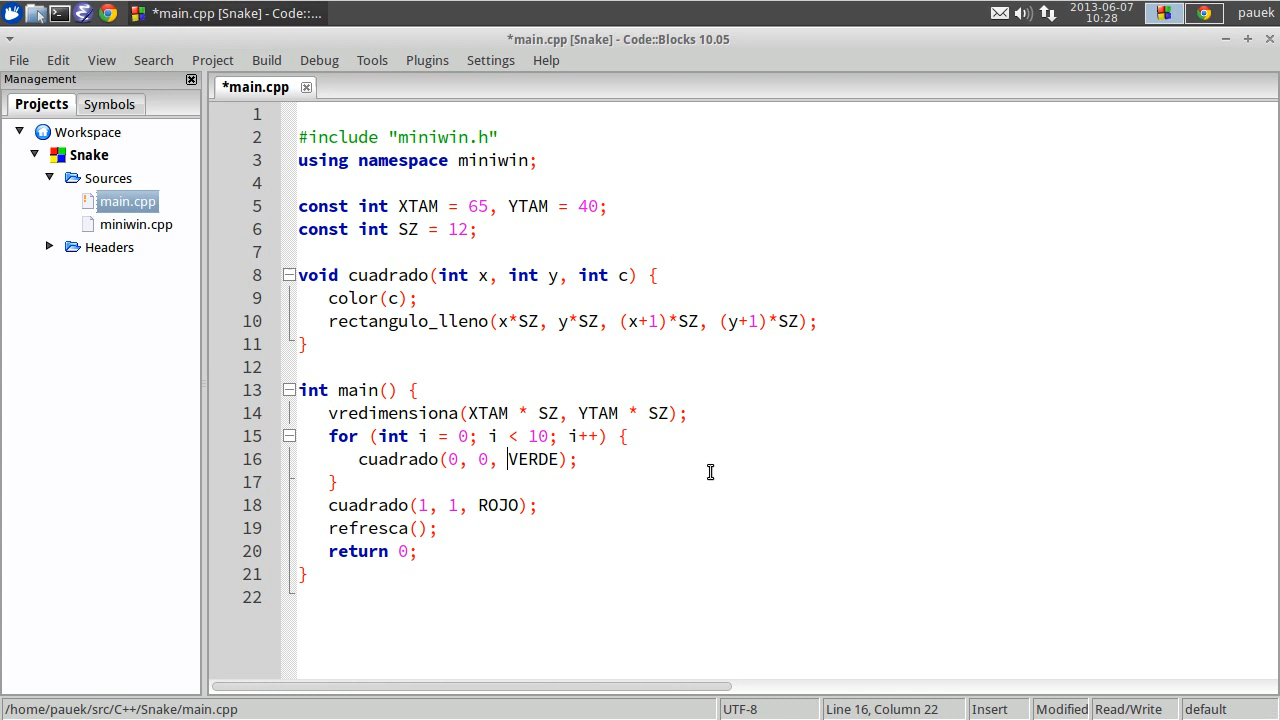 *main.cpp [Snake] - Code::...
2013-06-07
10:28
pauek
*main.cpp [Snake] - Code::Blocks 10.05
File Edit View Search Project Build Debug Tools Plugins Settings Help
Management
Projects Symbols
Workspace
Snake
Sources
main.cpp
miniwin.cpp
Headers
*main.cpp
1
2 #include "miniwin.h"
3 using namespace miniwin;
4
5 const int XTAM = 65, YTAM = 40;
6 const int SZ = 12;
7
8 void cuadrado(int x, int y, int c) {
9 color(c);
10 rectangulo_lleno(x*SZ, y*SZ, (x+1)*SZ, (y+1)*SZ);
11 }
12
13 int main() {
14 vredimensiona(XTAM * SZ, YTAM * SZ);
15 for (int i = 0; i < 10; i++) {
16 cuadrado(0, 0, VERDE);
17 }
18 cuadrado(1, 1, ROJO);
19 refresca();
20 return 0;
21 }
22
/home/pauek/src/C++/Snake/main.cpp UTF-8 Line 16, Column 22 Insert Modified Read/Write default